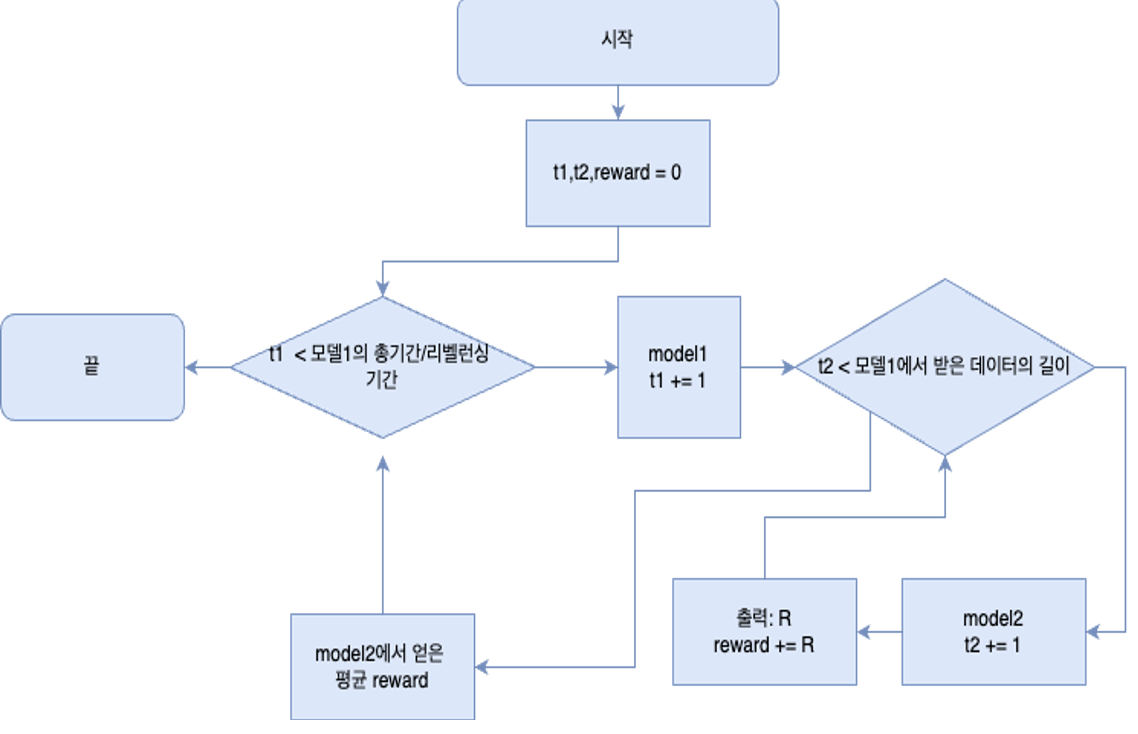 시작
t1,t2,reward = 0
끝
t1 < 모델1의 총기간/리벨런싱
기간
model1
t1 += 1
t2 < 모델1에서 받은 데이터의 길이
model2에서 얻은
평균 reward
출력: R
reward += R
model2
t2 += 1